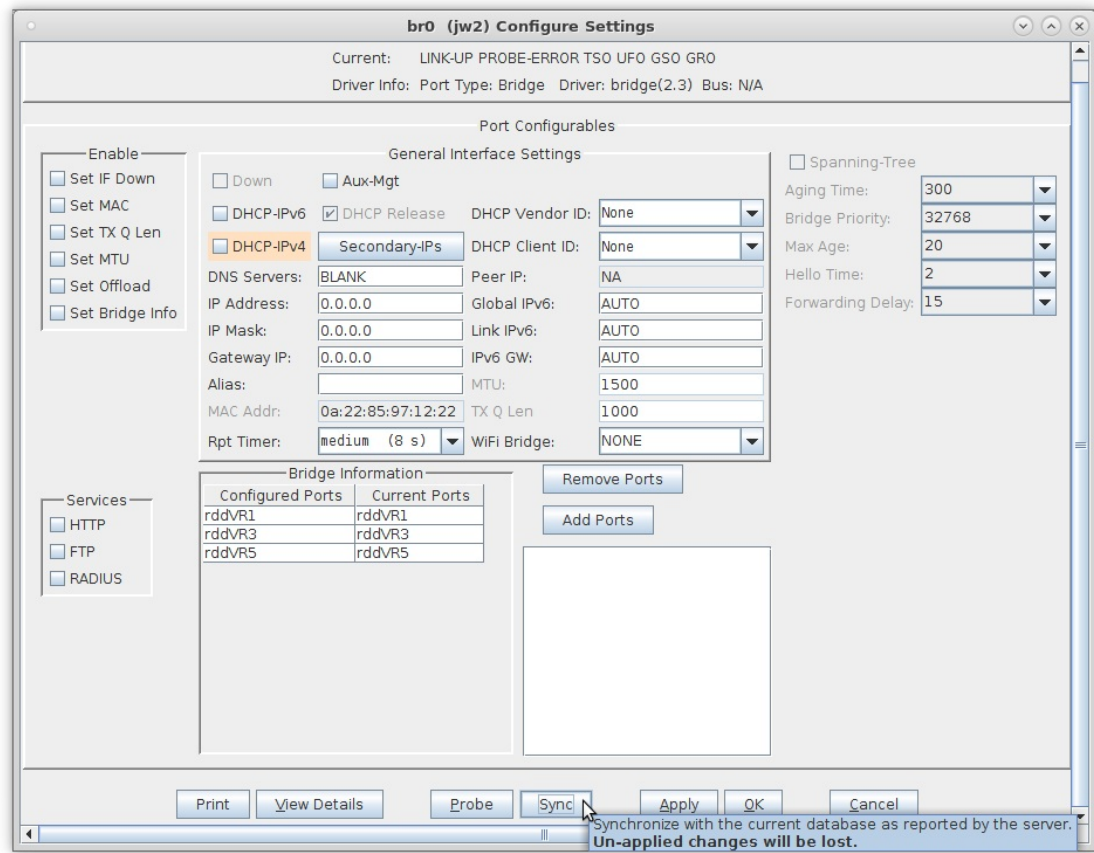 br0 (jw2) Configure Settings
Current: LINK-UP PROBE-ERROR TSO UFO GSO GRO
Driver Info: Port Type: Bridge Driver: bridge(2.3) Bus: N/A
Port Configurables
Enable
Set IF Down
Set MAC
Set TX Q Len
Set MTU
Set Offload
Set Bridge Info
General Interface Settings
Down Aux-Mgt
DHCP-IPv6 DHCP Release DHCP Vendor ID: None
DHCP-IPv4 Secondary-IPs DHCP Client ID: None
DNS Servers: BLANK Peer IP: NA
IP Address: 0.0.0.0 Global IPv6: AUTO
IP Mask: 0.0.0.0 Link IPv6: AUTO
Gateway IP: 0.0.0.0 IPv6 GW: AUTO
Alias: MTU: 1500
MAC Addr: 0a:22:85:97:12:22 TX Q Len 1000
Rpt Timer: medium (8 s) WiFi Bridge: NONE
Spanning-Tree
Aging Time: 300
Bridge Priority: 32768
Max Age: 20
Hello Time: 2
Forwarding Delay: 15
Services
HTTP
FTP
RADIUS
Bridge Information
Configured Ports Current Ports
rddVR1 rddVR1
rddVR3 rddVR3
rddVR5 rddVR5
Remove Ports
Add Ports
Print View Details Probe Sync Apply OK Cancel
Synchronize with the current database as reported by the server.
Un-applied changes will be lost.